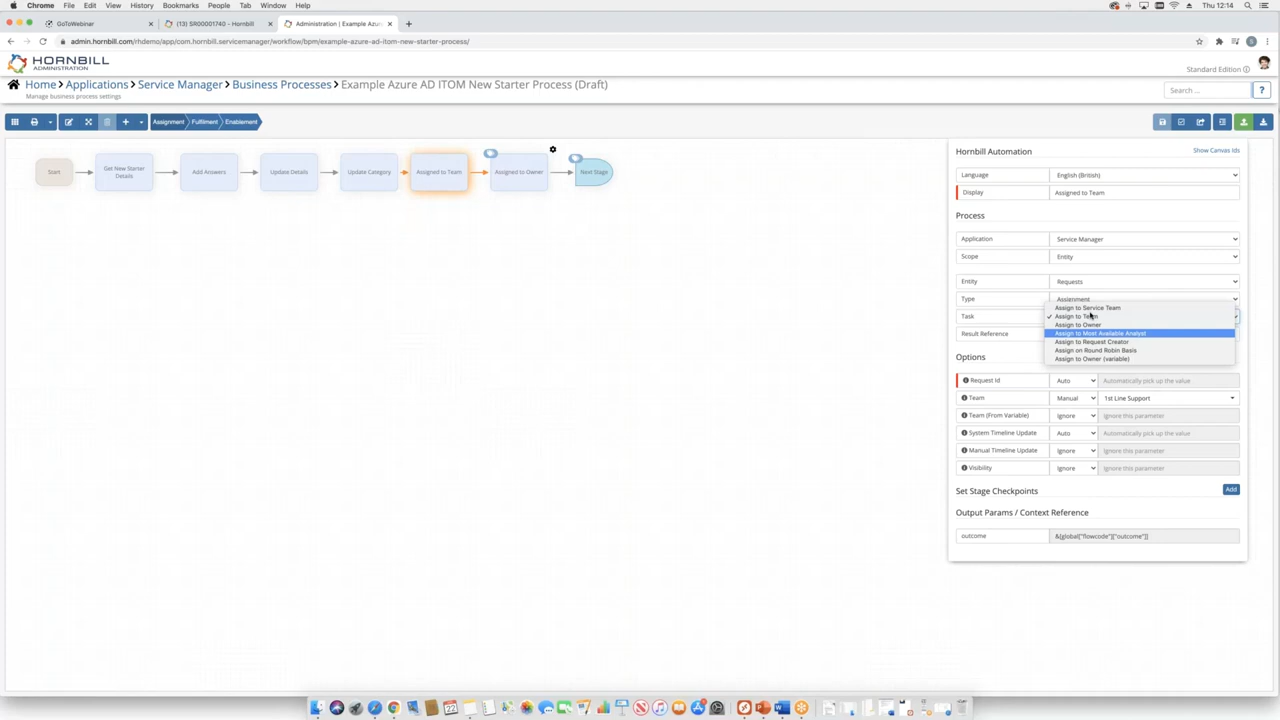 Chrome File Edit View History Bookmarks People Tab Window Help Thu 12:14
GoToWebinar × (13) SR00001740 – Hornbill × Administration | Example Azur × +
admin.hornbill.com/rhdemo/app/com.hornbill.servicemanager/workflow/bpm/example-azure-ad-itom-new-starter-process/
HORNBILL
ADMINISTRATION
Standard Edition
Home > Applications > Service Manager > Business Processes > Example Azure AD ITOM New Starter Process (Draft)
Manage business process settings
Search ... ?
Assignment Fulfilment Enablement
Start
Get New Starter
Details
Add Answers
Update Details
Update Category
Assigned to Team
Assigned to Owner
Next Stage
Hornbill Automation Show Canvas Ids
Language English (British)
Display Assigned to Team
Process
Application Service Manager
Scope Entity
Entity Requests
Type Assignment
Task
Assign to Service Team
✓ Assign to Team
Assign to Owner
Assign to Most Available Analyst
Assign to Request Creator
Assign on Round Robin Basis
Assign to Owner (variable)
Result Reference
Options
Request Id Auto Automatically pick up the value
Team Manual 1st Line Support
Team (From Variable) Ignore Ignore this parameter
System Timeline Update Auto Automatically pick up the value
Manual Timeline Update Ignore Ignore this parameter
Visibility Ignore Ignore this parameter
Set Stage Checkpoints Add
Output Params / Context Reference
outcome &[global["flowcode"]["outcome"]]